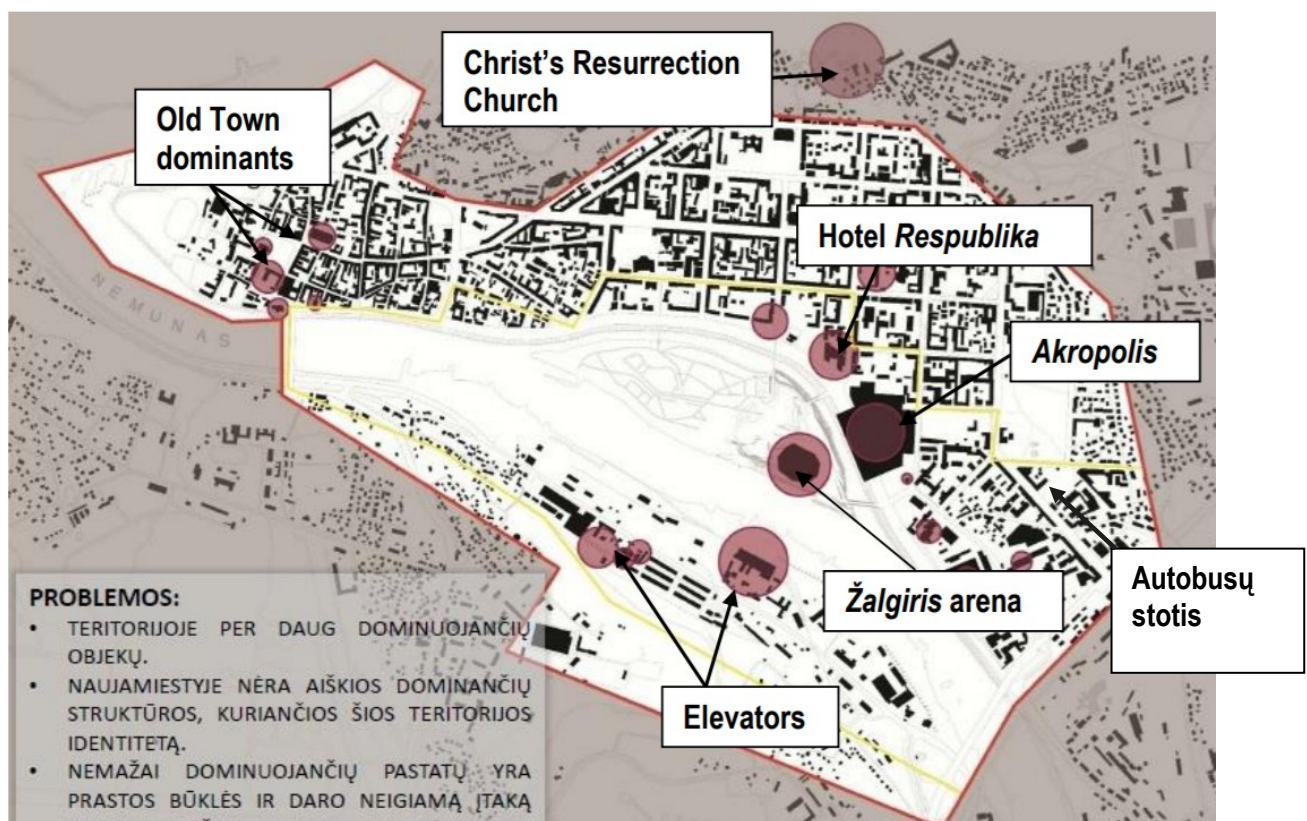 Christ's Resurrection
Church
Old Town
dominants
Hotel Respublika
Akropolis
NEMUNAS
Žalgiris arena
Autobusų
stotis
Elevators
PROBLEMOS:
• TERITORIJOJE PER DAUG DOMINUOJANČIŲ
OBJEKŲ.
• NAUJAMIESTYJE NĖRA AIŠKIOS DOMINANČIŲ
STRUKTŪROS, KURIANČIOS ŠIOS TERITORIJOS
IDENTITETĄ.
• NEMAŽAI DOMINUOJANČIŲ PASTATŲ YRA
PRASTOS BŪKLĖS IR DARO NEIGIAMĄ ĮTAKĄ